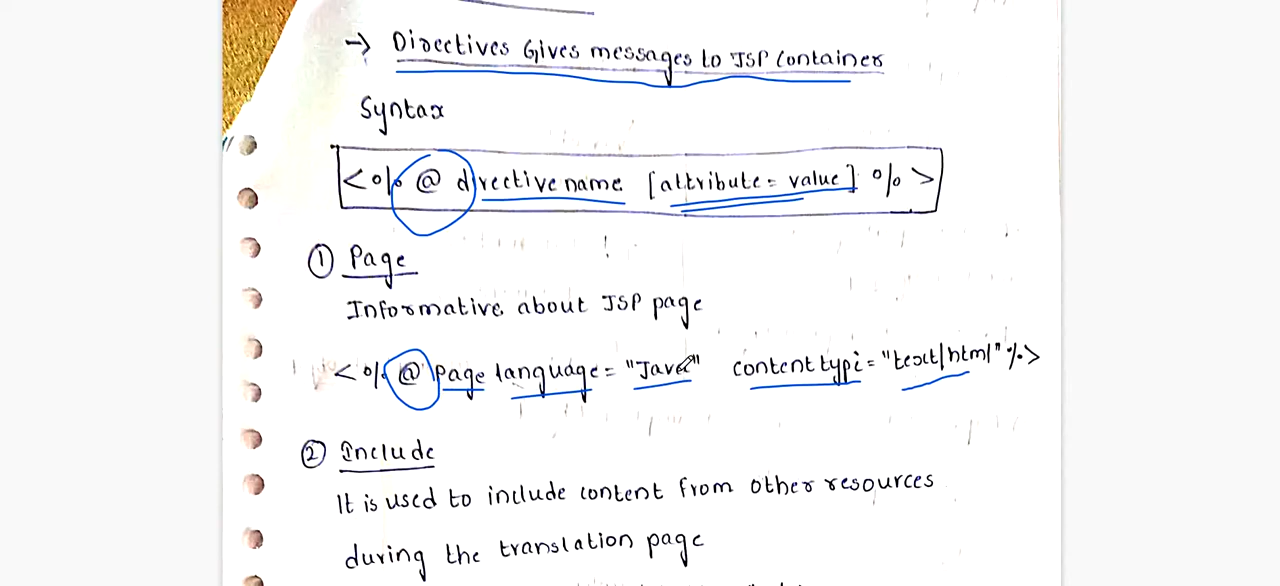 → Directives Gives messages to JSP Container
Syntax
<% @ directive name [attribute = value] %>
① Page
Informative about JSP page
<% @ page language = "Java" content type = "text/html" %>
② Include
It is used to include content from other resources
during the translation page